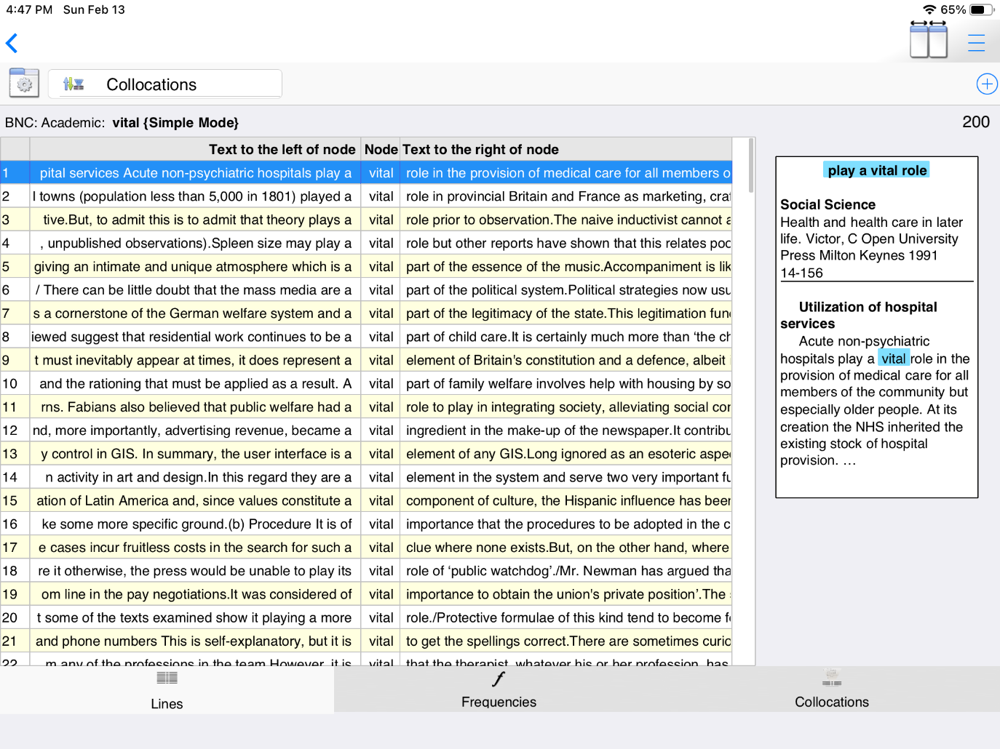 4:47 PM Sun Feb 13 65%
Collocations
BNC: Academic: vital {Simple Mode} 200
Text to the left of node Node Text to the right of node
1 pital services Acute non-psychiatric hospitals play a vital role in the provision of medical care for all members o
2 l towns (population less than 5,000 in 1801) played a vital role in provincial Britain and France as marketing, craf
3 tive.But, to admit this is to admit that theory plays a vital role prior to observation.The naive inductivist cannot a
4 , unpublished observations).Spleen size may play a vital role but other reports have shown that this relates poo
5 giving an intimate and unique atmosphere which is a vital part of the essence of the music.Accompaniment is lik
6 / There can be little doubt that the mass media are a vital part of the political system.Political strategies now usu
7 s a cornerstone of the German welfare system and a vital part of the legitimacy of the state.This legitimation func
8 iewed suggest that residential work continues to be a vital part of child care.It is certainly much more than ‘the ch
9 t must inevitably appear at times, it does represent a vital element of Britain's constitution and a defence, albeit
10 and the rationing that must be applied as a result. A vital part of family welfare involves help with housing by so
11 rns. Fabians also believed that public welfare had a vital role to play in integrating society, alleviating social cor
12 nd, more importantly, advertising revenue, became a vital ingredient in the make-up of the newspaper.It contribu
13 y control in GIS. In summary, the user interface is a vital element of any GIS.Long ignored as an esoteric aspe
14 n activity in art and design.In this regard they are a vital element in the system and serve two very important fu
15 ation of Latin America and, since values constitute a vital component of culture, the Hispanic influence has beer
16 ke some more specific ground.(b) Procedure It is of vital importance that the procedures to be adopted in the c
17 e cases incur fruitless costs in the search for such a vital clue where none exists.But, on the other hand, where
18 re it otherwise, the press would be unable to play its vital role of ‘public watchdog’./Mr. Newman has argued tha
19 om line in the pay negotiations.It was considered of vital importance to obtain the union's private position’.The
20 t some of the texts examined show it playing a more vital role./Protective formulae of this kind tend to become f
21 and phone numbers This is self-explanatory, but it is vital to get the spellings correct.There are sometimes curio
22 m any of the professions in the team.However, it is vital that the therapist, whatever his or her profession, has
play a vital role
Social Science
Health and health care in later
life. Victor, C Open University
Press Milton Keynes 1991
14-156
Utilization of hospital
services
Acute non-psychiatric
hospitals play a vital role in the
provision of medical care for all
members of the community but
especially older people. At its
creation the NHS inherited the
existing stock of hospital
provision. …
Lines
f
Frequencies
Collocations